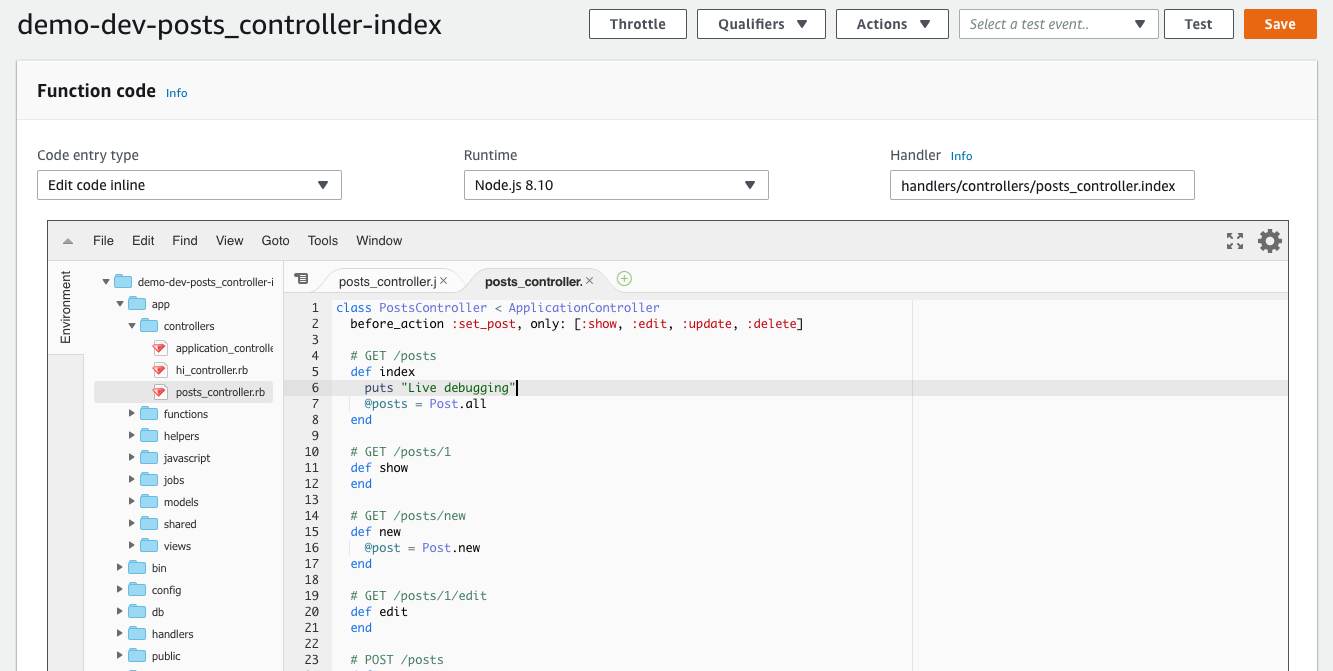 demo-dev-posts_controller-index
Throttle
Qualifiers
Actions
Select a test event..
Test
Save
Function code Info
Code entry type
Edit code inline
Runtime
Node.js 8.10
Handler Info
handlers/controllers/posts_controller.index
File Edit Find View Goto Tools Window
Environment
demo-dev-posts_controller-i
app
controllers
application_controlle
hi_controller.rb
posts_controller.rb
functions
helpers
javascript
jobs
models
shared
views
bin
config
db
handlers
public
posts_controller.j ×
posts_controller. ×
1 class PostsController < ApplicationController
2   before_action :set_post, only: [:show, :edit, :update, :delete]
3
4   # GET /posts
5   def index
6     puts "Live debugging"
7     @posts = Post.all
8   end
9
10   # GET /posts/1
11   def show
12   end
13
14   # GET /posts/new
15   def new
16     @post = Post.new
17   end
18
19   # GET /posts/1/edit
20   def edit
21   end
22
23   # POST /posts